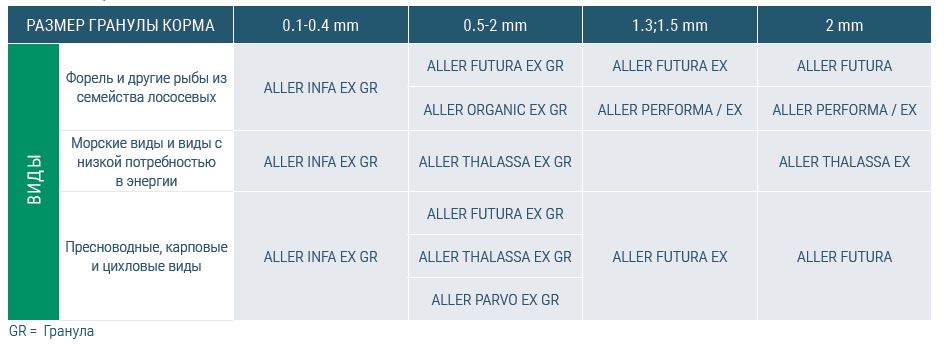 РАЗМЕР ГРАНУЛЫ КОРМА 0.1-0.4 mm 0.5-2 mm 1.3;1.5 mm 2 mm
ВИДЫ
Форель и другие рыбы из
семейства лососевых
ALLER INFA EX GR
ALLER FUTURA EX GR ALLER FUTURA EX ALLER FUTURA
ALLER ORGANIC EX GR ALLER PERFORMA / EX ALLER PERFORMA / EX
Морские виды и виды с
низкой потребностью
в энергии
ALLER INFA EX GR ALLER THALASSA EX GR ALLER THALASSA EX
Пресноводные, карповые
и цихловые виды
ALLER INFA EX GR
ALLER FUTURA EX GR
ALLER THALASSA EX GR
ALLER PARVO EX GR
ALLER FUTURA EX
ALLER FUTURA
GR = Гранула